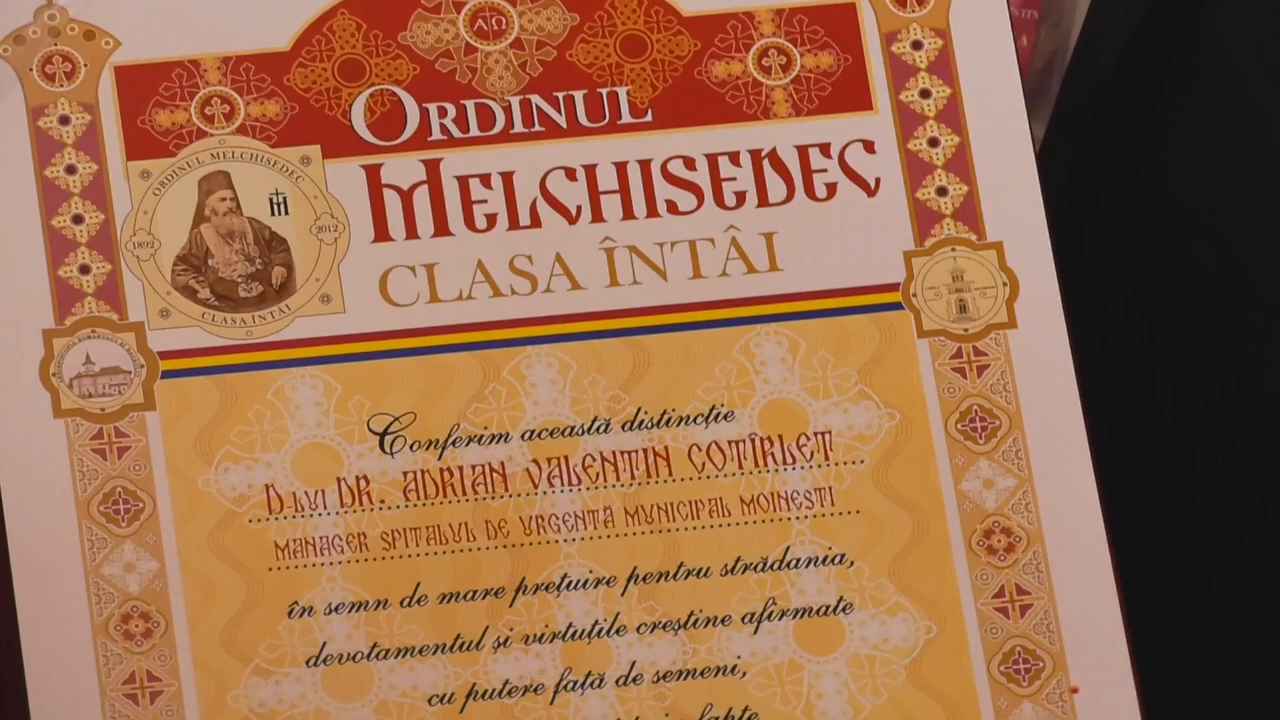 ΑΩ
ORDINUL
MELCHISEDEC
CLASA ÎNTÂI
ORDINUL MELCHISEDEC
1892
2012
CLASA ÎNTÂI
Conferim această distincție
D-LUI DR. ADRIAN VALENTIN COTÎRLEȚ
MANAGER SPITALUL DE URGENȚĂ MUNICIPAL MOINEȘTI
în semn de mare prețuire pentru strădania,
devotamentul și virtuțile creștine afirmate
cu putere față de semeni,
fapte